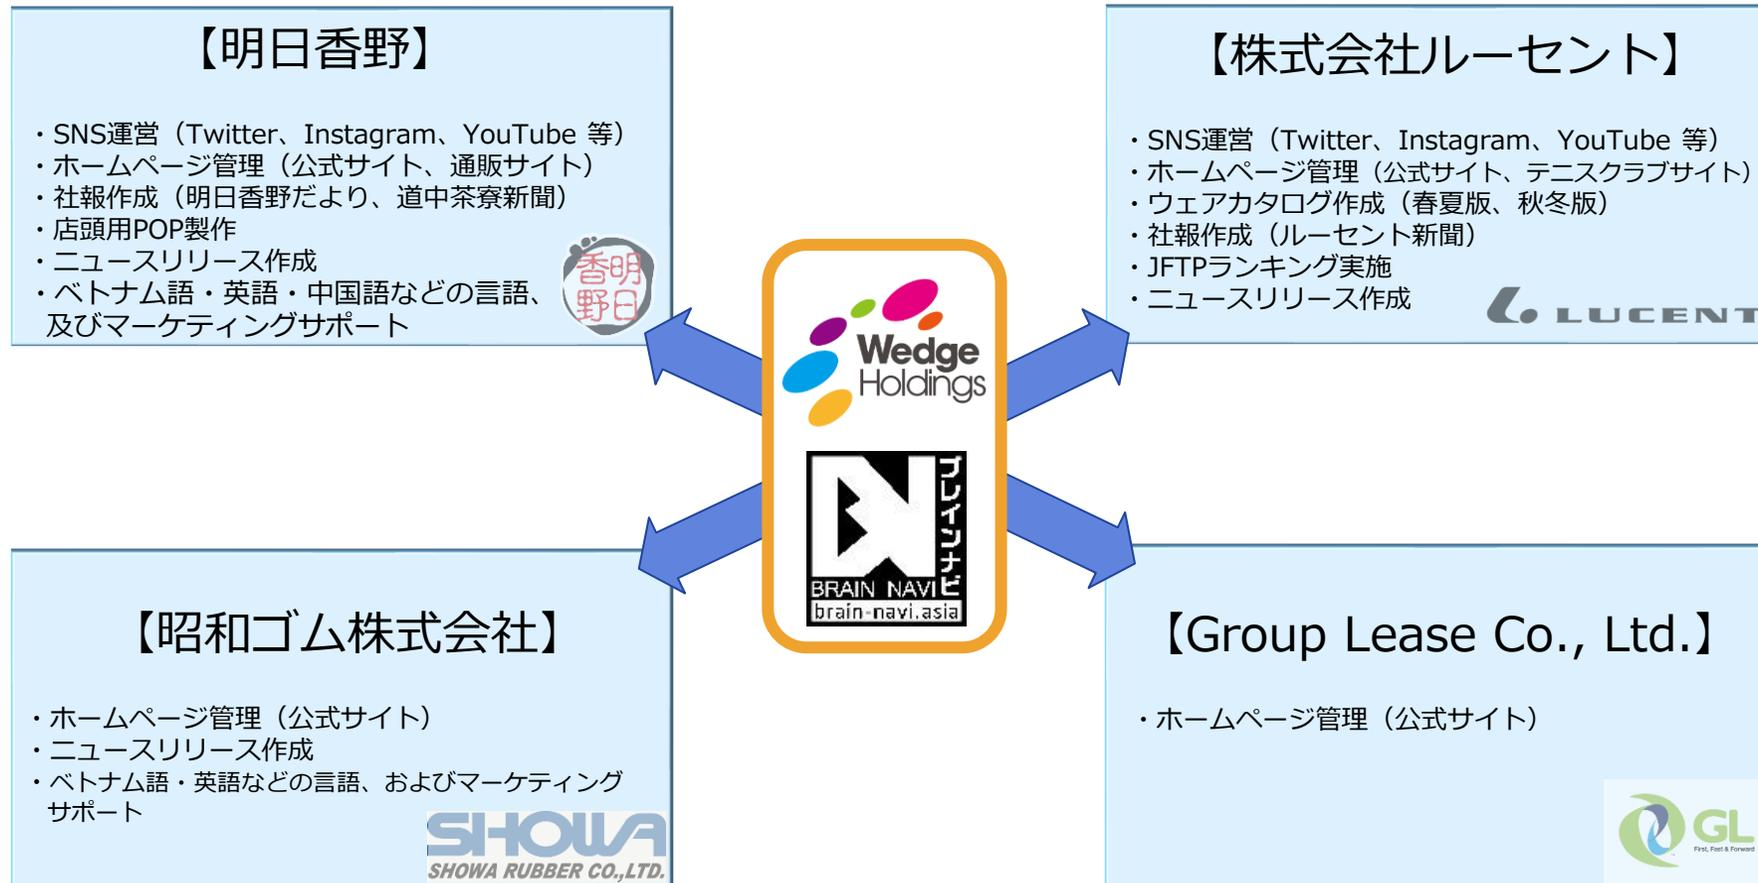 【明日香野】
・SNS運営（Twitter、Instagram、YouTube 等）
・ホームページ管理（公式サイト、通販サイト）
・社報作成（明日香野だより、道中茶寮新聞）
・店頭用POP製作
・ニュースリリース作成
・ベトナム語・英語・中国語などの言語、
及びマーケティングサポート
香明
野日
【株式会社ルーセント】
・SNS運営（Twitter、Instagram、YouTube 等）
・ホームページ管理（公式サイト、テニスクラブサイト）
・ウェアカタログ作成（春夏版、秋冬版）
・社報作成（ルーセント新聞）
・JFTPランキング実施
・ニュースリリース作成
LUCENT
Wedge
Holdings
ブレインナビ
BRAIN NAVI
brain-navi.asia
【昭和ゴム株式会社】
・ホームページ管理（公式サイト）
・ニュースリリース作成
・ベトナム語・英語などの言語、およびマーケティング
サポート
SHOWA
SHOWA RUBBER CO.,LTD.
【Group Lease Co., Ltd.】
・ホームページ管理（公式サイト）
GL
First, Fast & Forward